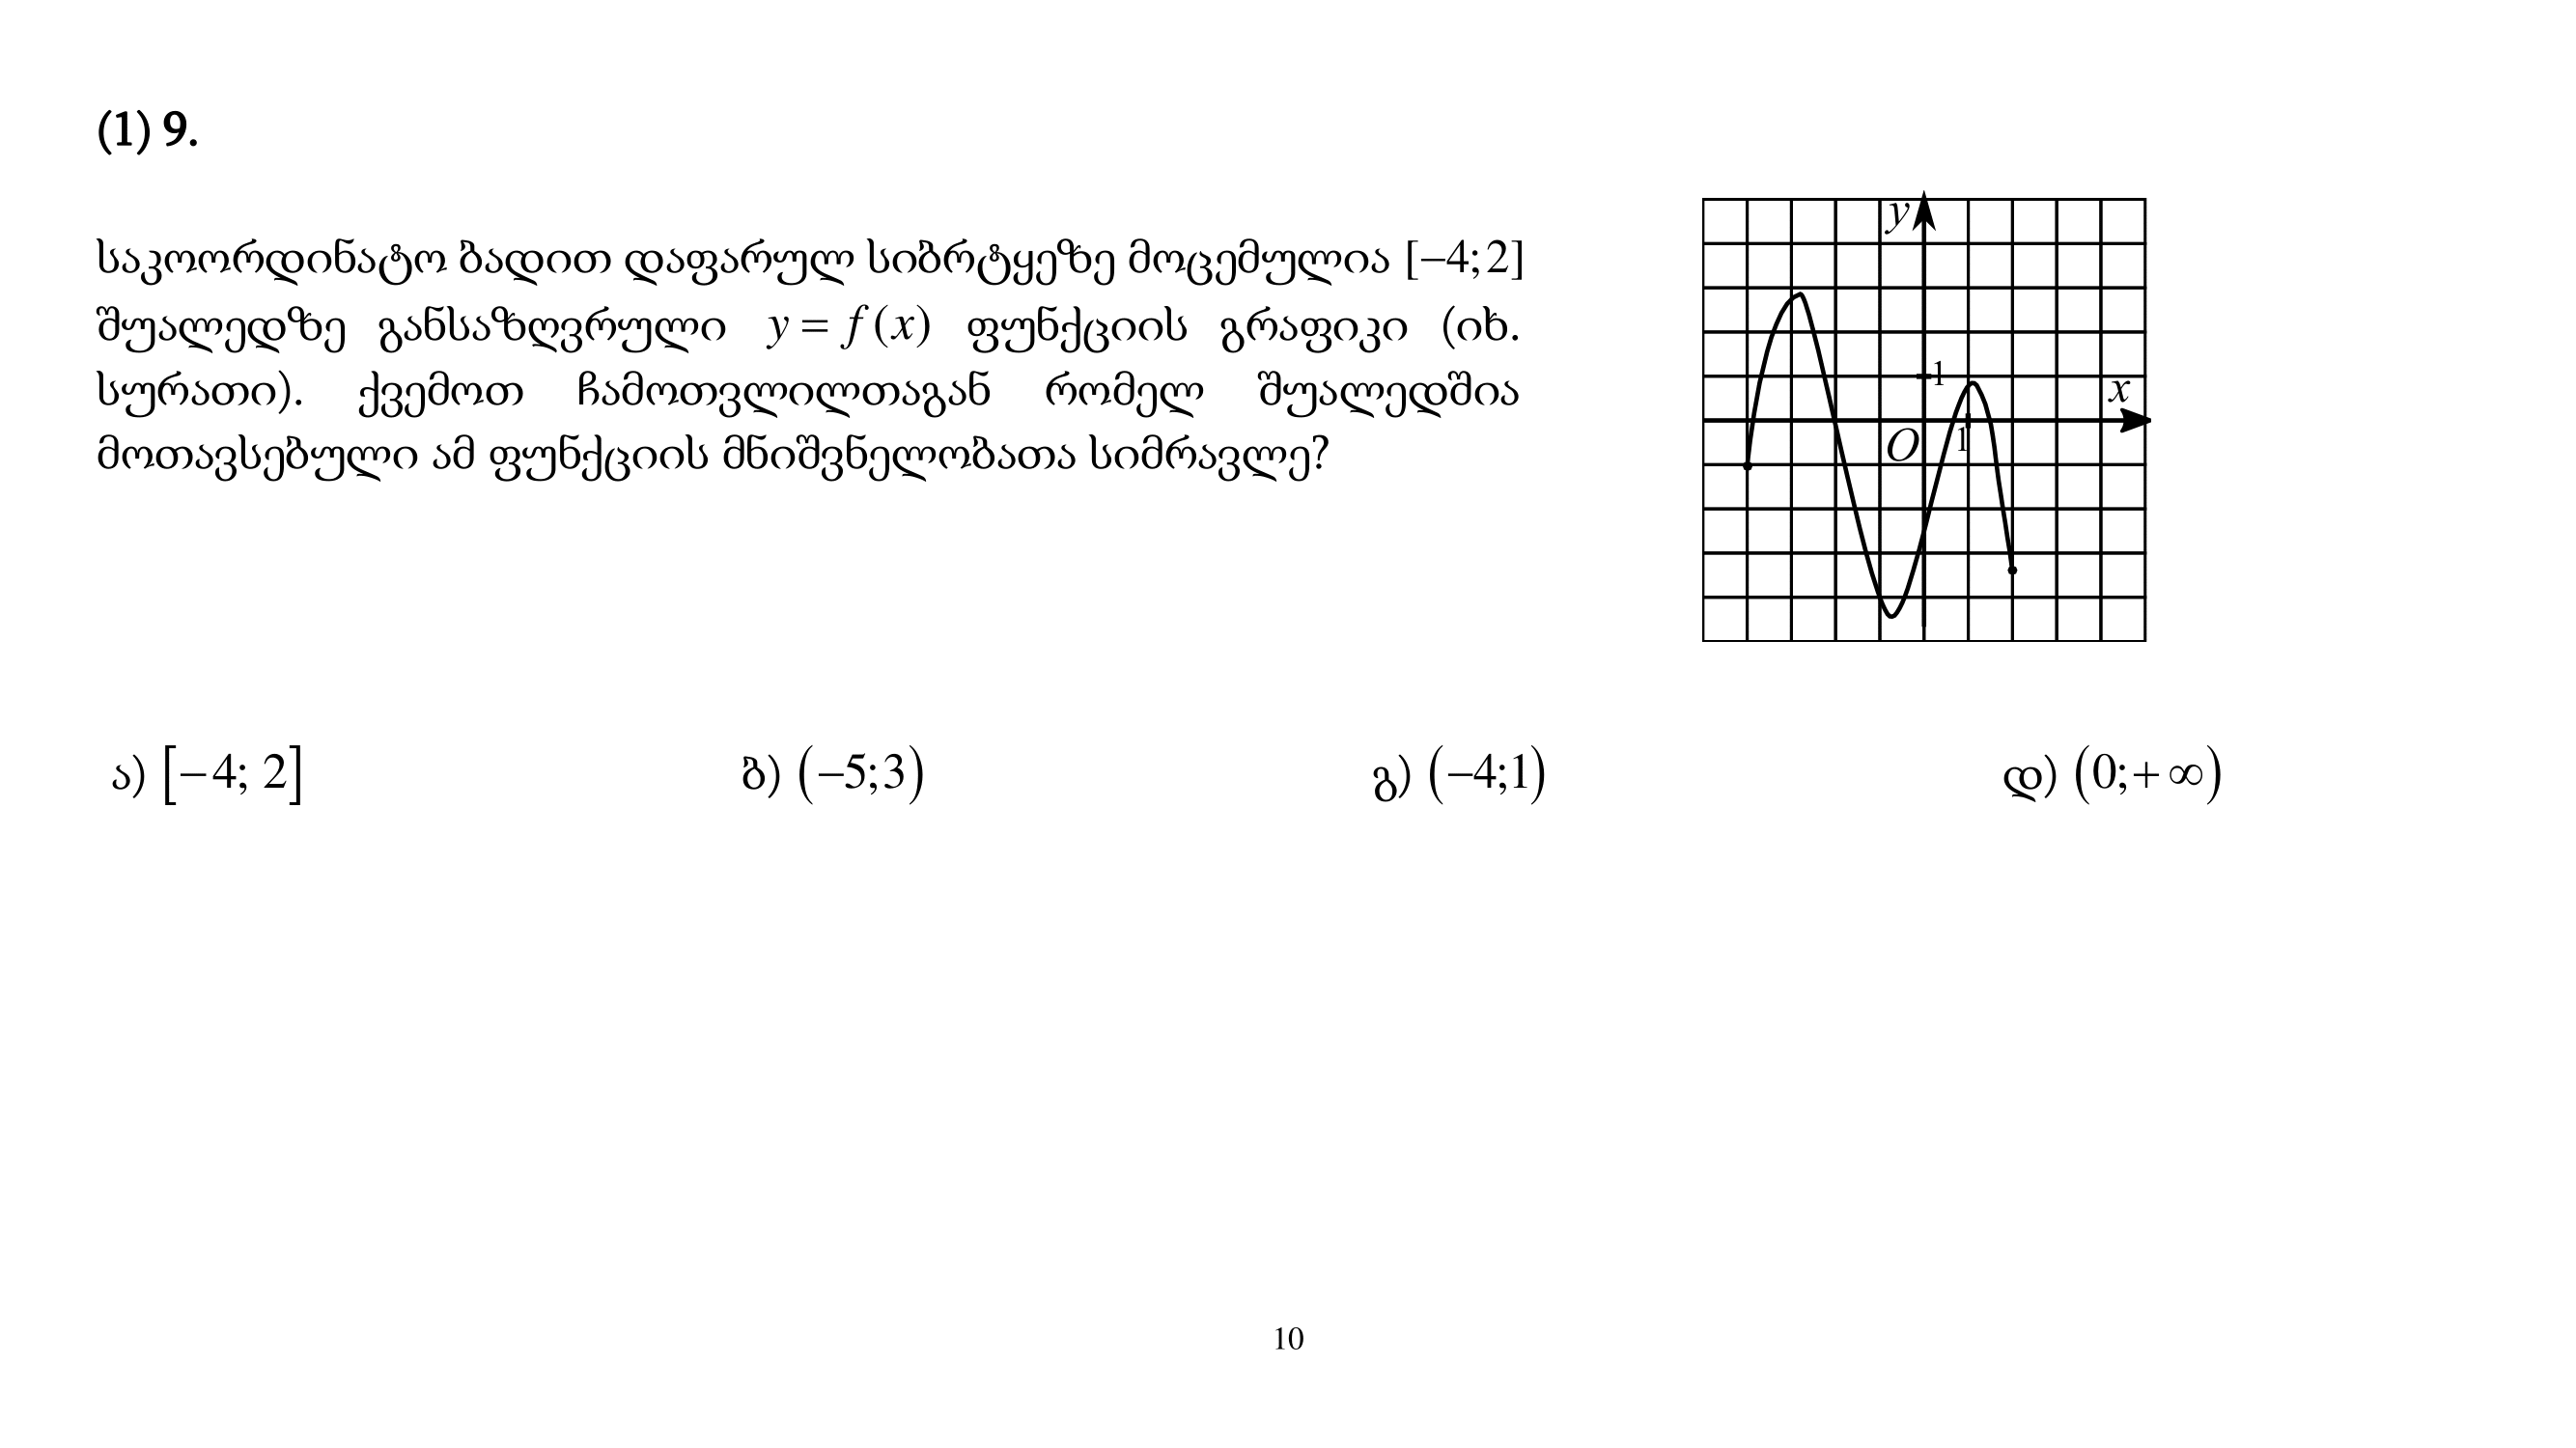 (1) 9.
საკოორდინატო ბადით დაფარულ სიბრტყეზე მოცემულია [−4; 2]
შუალედზე განსაზღვრული y = f (x) ფუნქციის გრაფიკი (იხ.
სურათი). ქვემოთ ჩამოთვლილთაგან რომელ შუალედშია
მოთავსებული ამ ფუნქციის მნიშვნელობათა სიმრავლე?
y
1
x
O
1
ა) [−4; 2] ბ) (−5;3) გ) (−4;1) დ) (0;+ ∞)
10